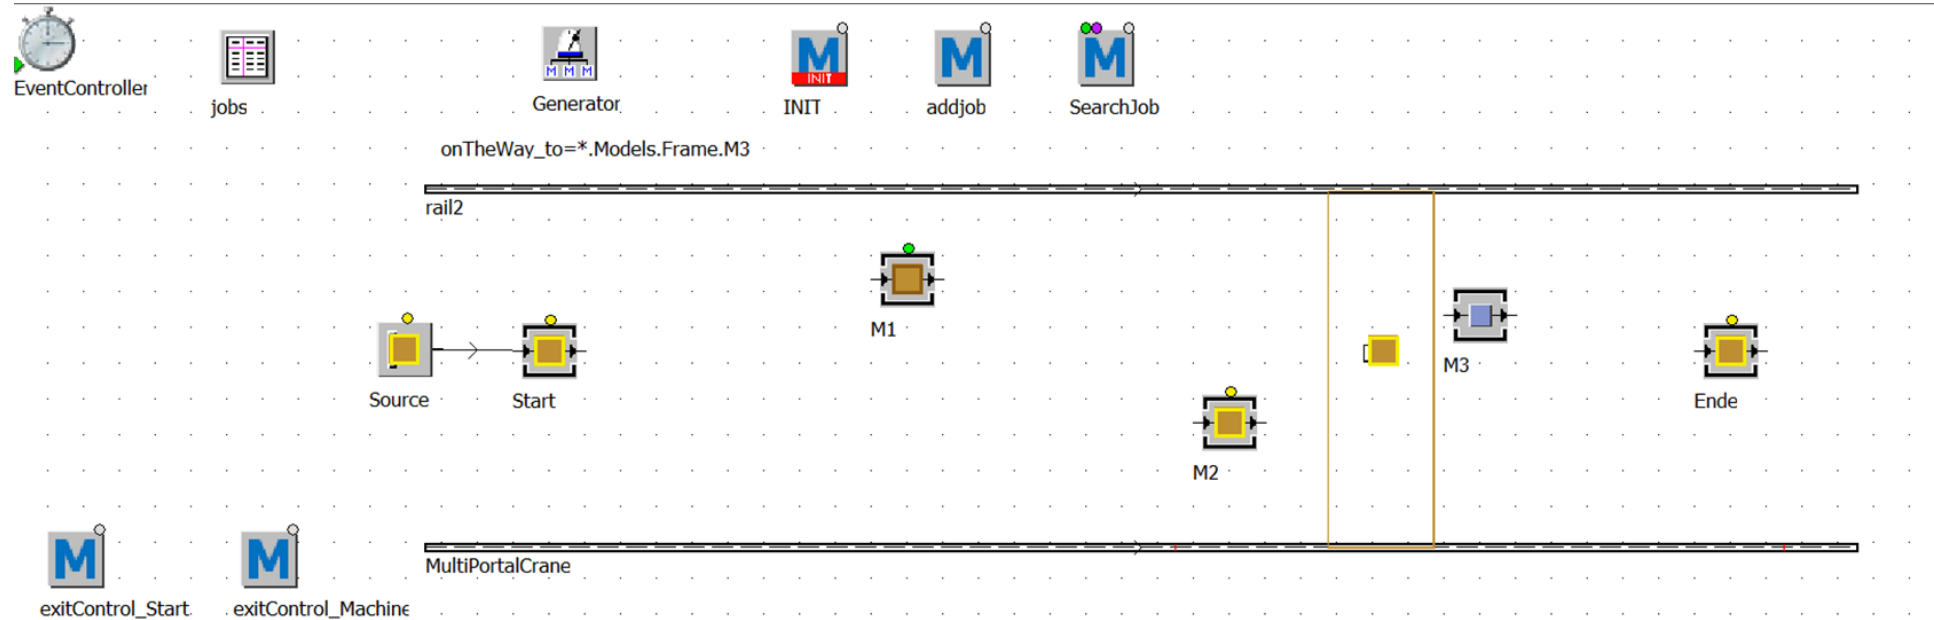 EventController
jobs
M M M
Generator
M
INIT
INIT
M
addjob
M
SearchJob
onTheWay_to=*.Models.Frame.M3
rail2
M1
Source
Start
M2
M3
Ende
MultiPortalCrane
M
exitControl_Start
M
exitControl_Machine